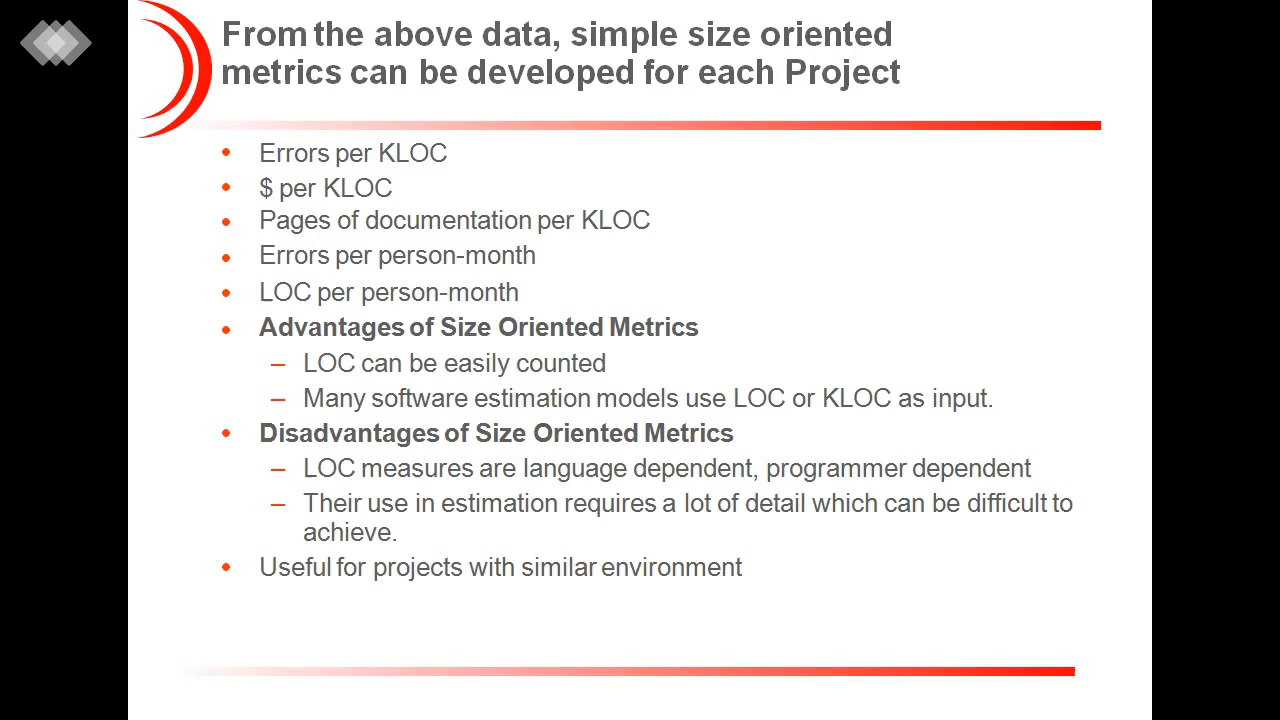 From the above data, simple size oriented
metrics can be developed for each Project
• Errors per KLOC
• $ per KLOC
• Pages of documentation per KLOC
• Errors per person-month
• LOC per person-month
• Advantages of Size Oriented Metrics
– LOC can be easily counted
– Many software estimation models use LOC or KLOC as input.
• Disadvantages of Size Oriented Metrics
– LOC measures are language dependent, programmer dependent
– Their use in estimation requires a lot of detail which can be difficult to
achieve.
• Useful for projects with similar environment